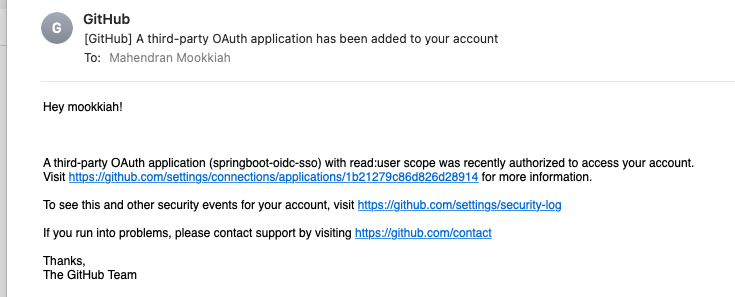 G
GitHub
[GitHub] A third-party OAuth application has been added to your account
To: Mahendran Mookkiah
Hey mookkiah!
A third-party OAuth application (springboot-oidc-sso) with read:user scope was recently authorized to access your account.
Visit https://github.com/settings/connections/applications/1b21279c86d826d28914 for more information.
To see this and other security events for your account, visit https://github.com/settings/security-log
If you run into problems, please contact support by visiting https://github.com/contact
Thanks,
The GitHub Team